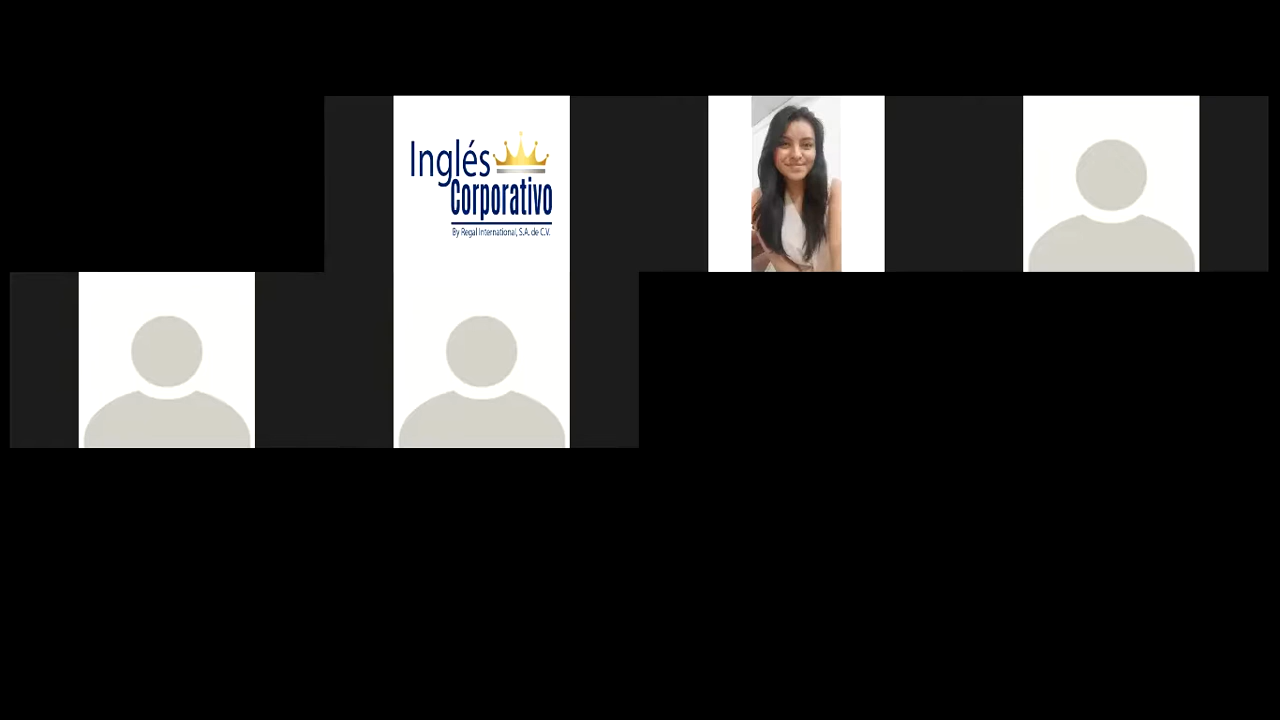 Inglés
Corporativo
By Regal International, S.A. de C.V.